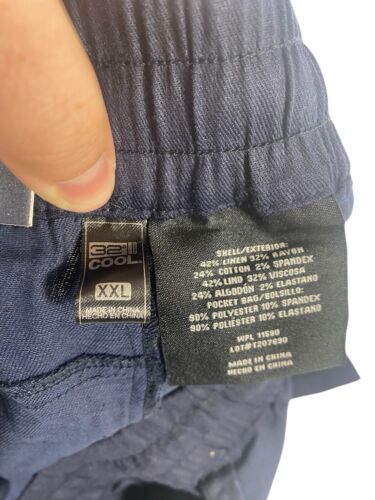 32
COOL.
XXL
MADE IN CHINA
HECHO EN CHINA
SHELL/EXTERIOR:
42% LINEN 32% RAYON
24% COTTON 2% SPANDEX
42% LINO 32% VISCOSA
24% ALGODÓN 2% ELASTANO
POCKET BAG/BOLSILLO:
90% POLYESTER 10% SPANDEX
90% POLIÉSTER 10% ELASTANO
WPL 11590
LOT#T207690
MADE IN CHINA
HECHO EN CHINA